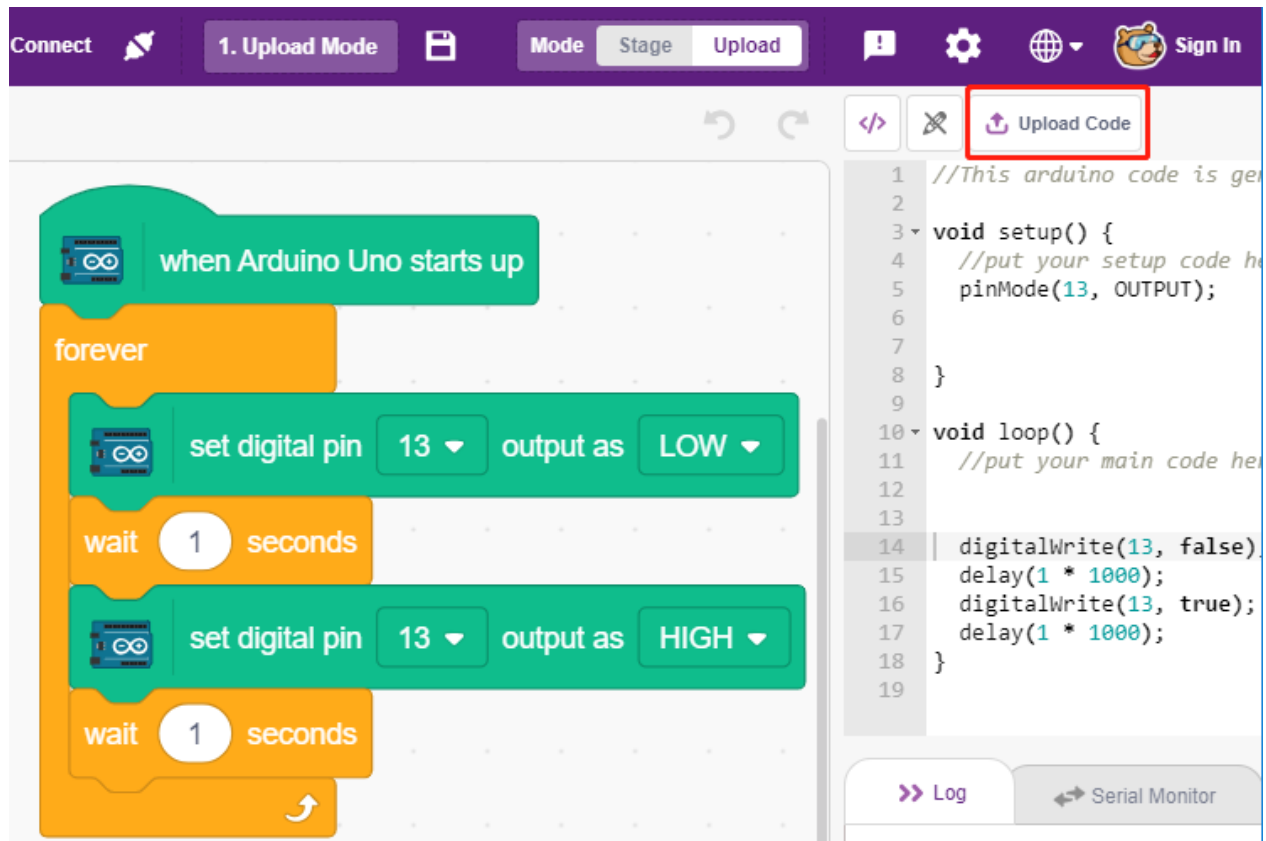 Connect
1. Upload Mode
Mode Stage Upload
Sign In
</> Upload Code
when Arduino Uno starts up
forever
set digital pin 13 output as LOW
wait 1 seconds
set digital pin 13 output as HIGH
wait 1 seconds
1 //This arduino code is
2
3 void setup() {
4 //put your setup code
5 pinMode(13, OUTPUT);
6
7
8 }
9
10 void loop() {
11 //put your main code
12
13
14 digitalWrite(13, false)
15 delay(1 * 1000);
16 digitalWrite(13, true);
17 delay(1 * 1000);
18 }
19
Log
Serial Monitor